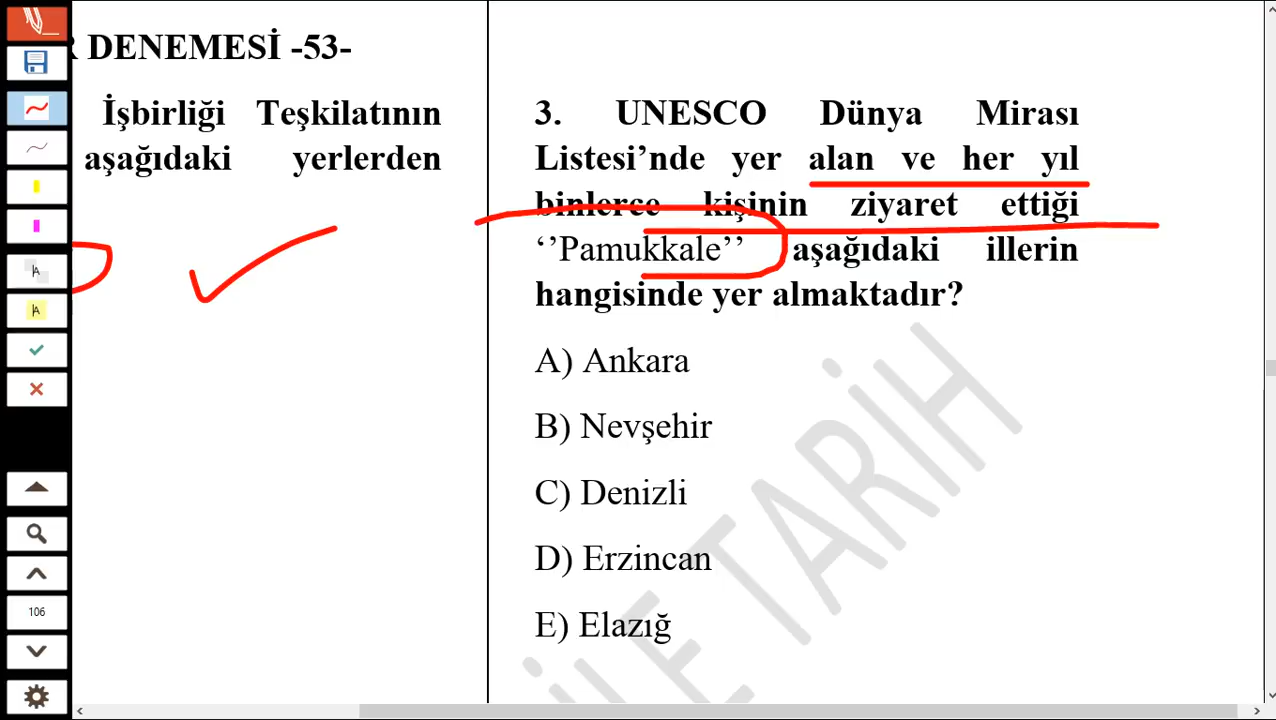 DENEMESİ -53-
İşbirliği Teşkilatının
aşağıdaki yerlerden
3. UNESCO Dünya Mirası
Listesi’nde yer alan ve her yıl
binlerce kişinin ziyaret ettiği
‘’Pamukkale’’ aşağıdaki illerin
hangisinde yer almaktadır?
A) Ankara
B) Nevşehir
C) Denizli
D) Erzincan
E) Elazığ
İLE TARİH
106